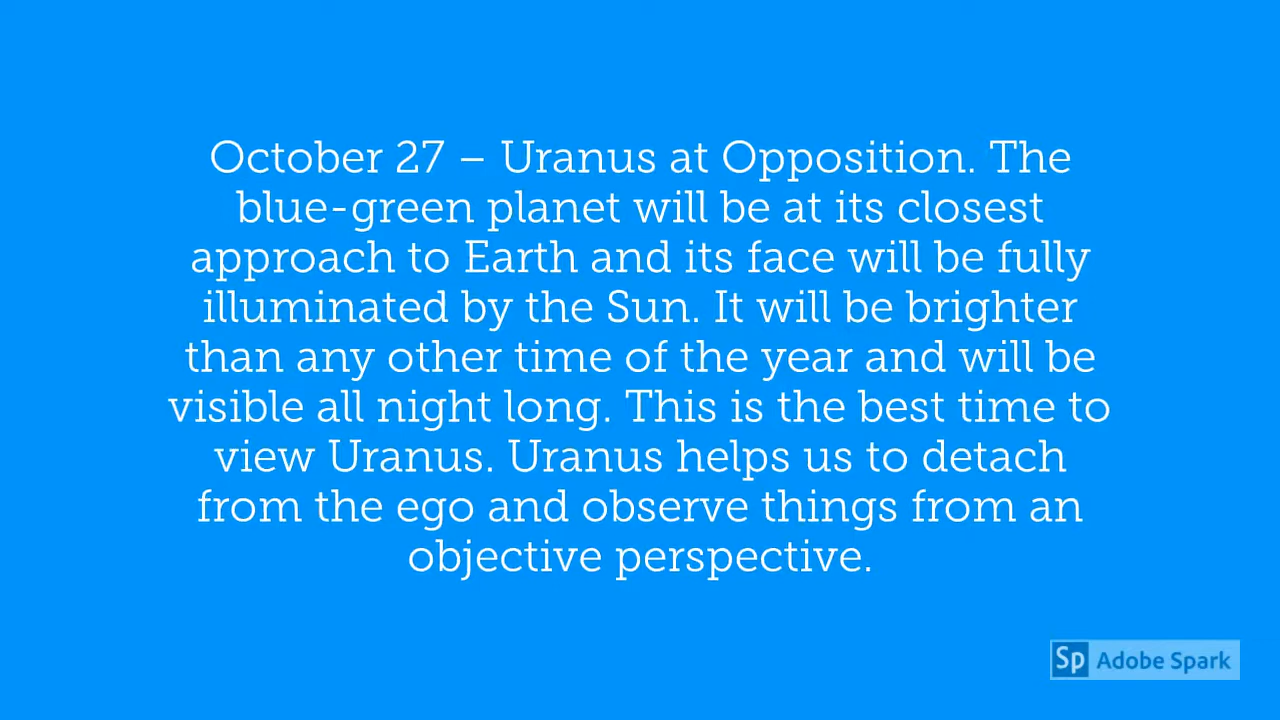 October 27 – Uranus at Opposition. The
blue-green planet will be at its closest
approach to Earth and its face will be fully
illuminated by the Sun. It will be brighter
than any other time of the year and will be
visible all night long. This is the best time to
view Uranus. Uranus helps us to detach
from the ego and observe things from an
objective perspective.
Sp Adobe Spark